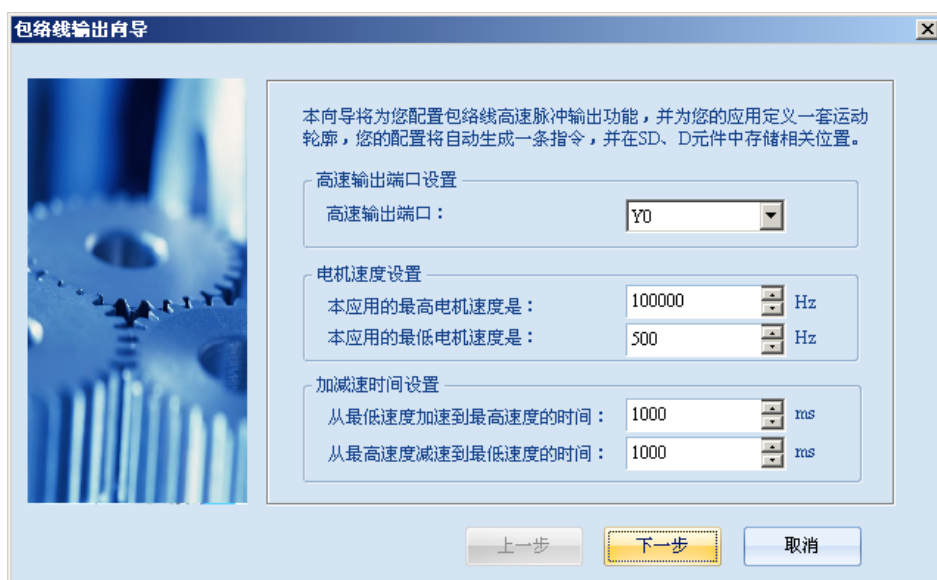 包络线输出向导
本向导将为您配置包络线高速脉冲输出功能，并为您的应用定义一套运动
轮廓，您的配置将自动生成一条指令，并在SD、D元件中存储相关位置。
高速输出端口设置
高速输出端口： Y0
电机速度设置
本应用的最高电机速度是： 100000 Hz
本应用的最低电机速度是： 500 Hz
加减速时间设置
从最低速度加速到最高速度的时间： 1000 ms
从最高速度减速到最低速度的时间： 1000 ms
上一步 下一步 取消